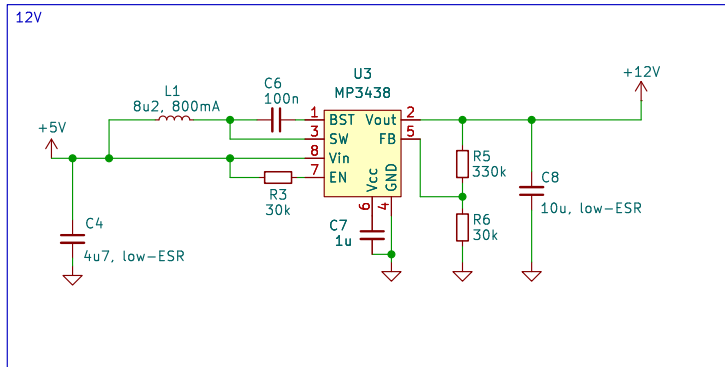 12V
U3
MP3438
+12V
L1
8u2, 800mA
C6
100n
1
BST
Vout
2
3
SW
FB
5
+5V
8
Vin
7
EN
Vcc
GND
6
4
R5
330k
R3
30k
C8
10u, low-ESR
R6
30k
C4
4u7, low-ESR
C7
1u